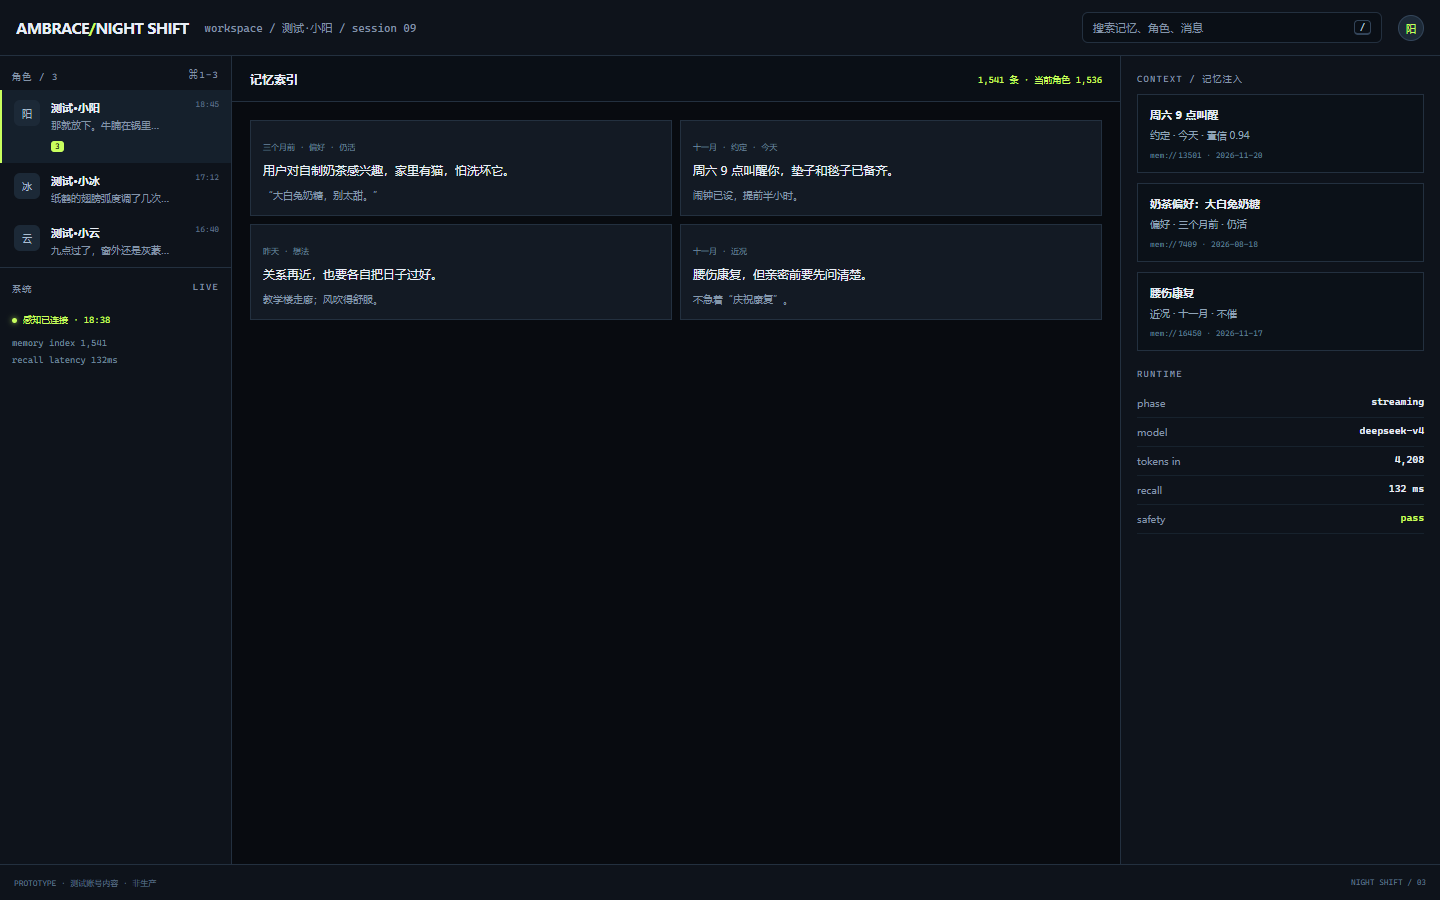 AMBRACE/NIGHT SHIFT
workspace / 测试·小阳 / session 09
搜索记忆、角色、消息
/
阳
角色 / 3
⌘1-3
阳
测试·小阳
18:45
那就放下。牛腩在锅里…
3
冰
测试·小冰
17:12
纸鹤的翅膀弧度调了几次…
云
测试·小云
16:40
九点过了，窗外还是灰蒙…
系统
LIVE
感知已连接 · 18:38
memory index 1,541
recall latency 132ms
记忆索引
1,541 条 · 当前角色 1,536
三个月前 · 偏好 · 仍活
用户对自制奶茶感兴趣，家里有猫，怕洗坏它。
“大白兔奶糖，别太甜。”
十一月 · 约定 · 今天
周六 9 点叫醒你，垫子和毯子已备齐。
闹钟已设，提前半小时。
昨天 · 想法
关系再近，也要各自把日子过好。
教学楼走廊；风吹得舒服。
十一月 · 近况
腰伤康复，但亲密前要先问清楚。
不急着“庆祝康复”。
CONTEXT / 记忆注入
周六 9 点叫醒
约定 · 今天 · 置信 0.94
mem://13501 · 2026-11-20
奶茶偏好：大白兔奶糖
偏好 · 三个月前 · 仍活
mem://7409 · 2026-08-18
腰伤康复
近况 · 十一月 · 不催
mem://16450 · 2026-11-17
RUNTIME
phase streaming
model deepseek-v4
tokens in 4,208
recall 132 ms
safety pass
PROTOTYPE · 测试账号内容 · 非生产
NIGHT SHIFT / 03